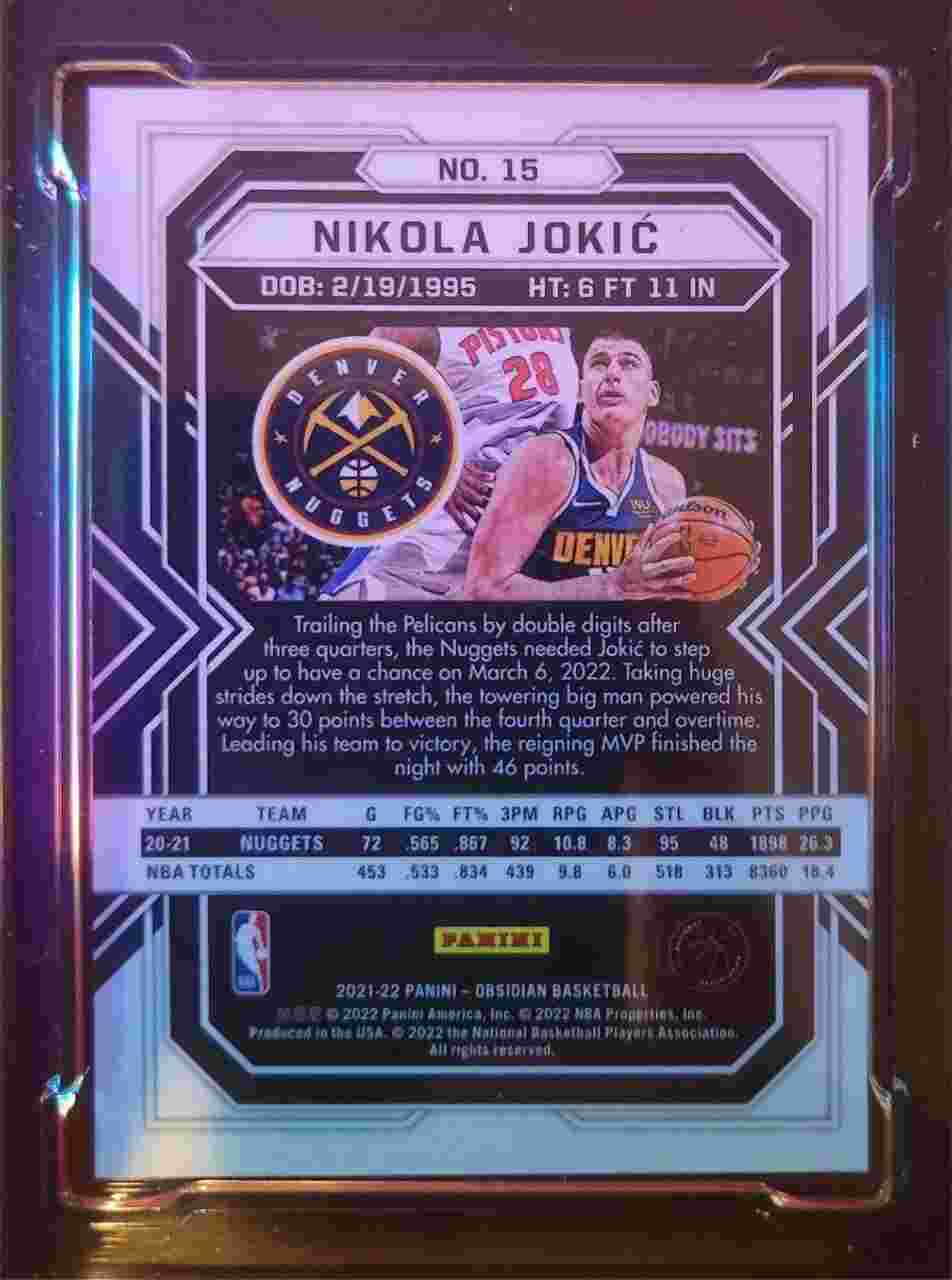 NO. 15
NIKOLA JOKIĆ
DOB: 2/19/1995 HT: 6 FT 11 IN
PISTONS
28
DENVER
NUGGETS
NOBODY SITS
DENVE
Trailing the Pelicans by double digits after
three quarters, the Nuggets needed Jokić to step
up to have a chance on March 6, 2022. Taking huge
strides down the stretch, the towering big man powered his
way to 30 points between the fourth quarter and overtime.
Leading his team to victory, the reigning MVP finished the
night with 46 points.
YEAR TEAM G FG% FT% 3PM RPG APG STL BLK PTS PPG
20-21 NUGGETS 72 .565 .867 92 10.8 8.3 95 48 1898 26.3
NBA TOTALS 453 .533 .834 439 9.8 6.0 518 313 8360 18.4
NBA
PANINI
2021-22 PANINI – OBSIDIAN BASKETBALL
© 2022 Panini America, Inc. © 2022 NBA Properties, Inc.
Produced in the USA. © 2022 the National Basketball Players Association.
All rights reserved.